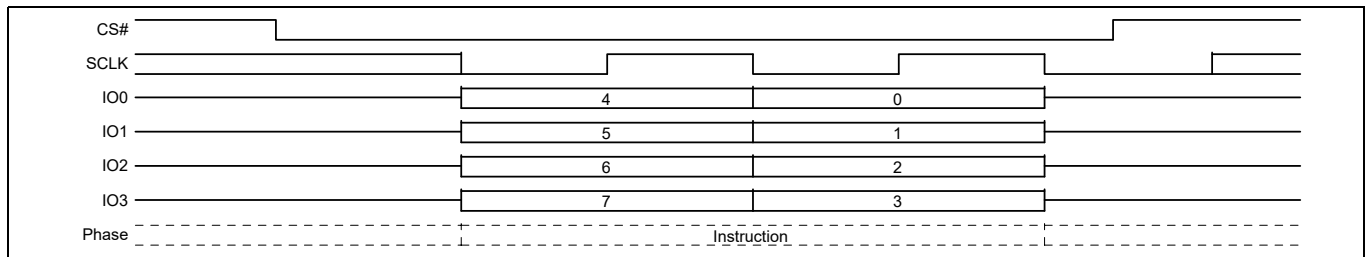 CS#
SCLK
IO0 4 0
IO1 5 1
IO2 6 2
IO3 7 3
Phase Instruction